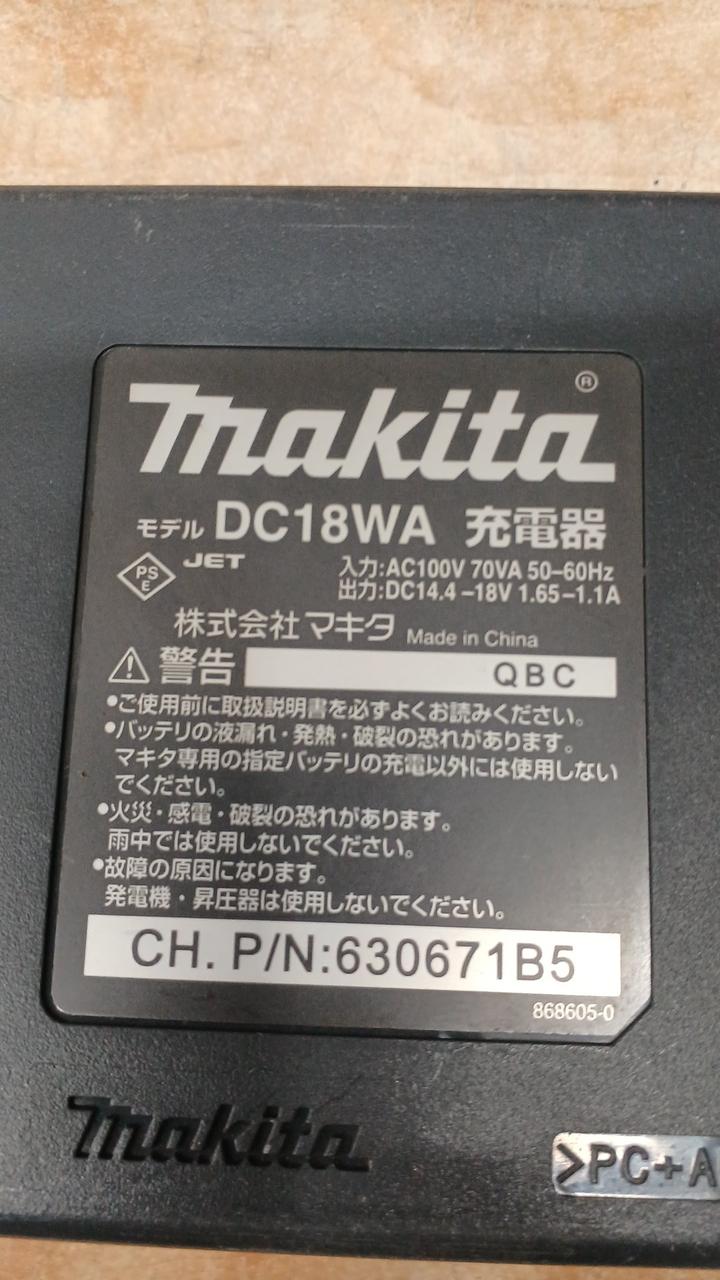 makita®
モデル DC18WA 充電器
PS
E
JET
入力:AC100V 70VA 50-60Hz
出力:DC14.4-18V 1.65-1.1A
株式会社マキタ Made in China
警告 QBC
•ご使用前に取扱説明書を必ずよくお読みください。
•バッテリの液漏れ・発熱・破裂の恐れがあります。
マキタ専用の指定バッテリの充電以外には使用しない
でください。
•火災・感電・破裂の恐れがあります。
雨中では使用しないでください。
•故障の原因になります。
発電機・昇圧器は使用しないでください。
CH. P/N:630671B5
868605-0
makita
>PC+A